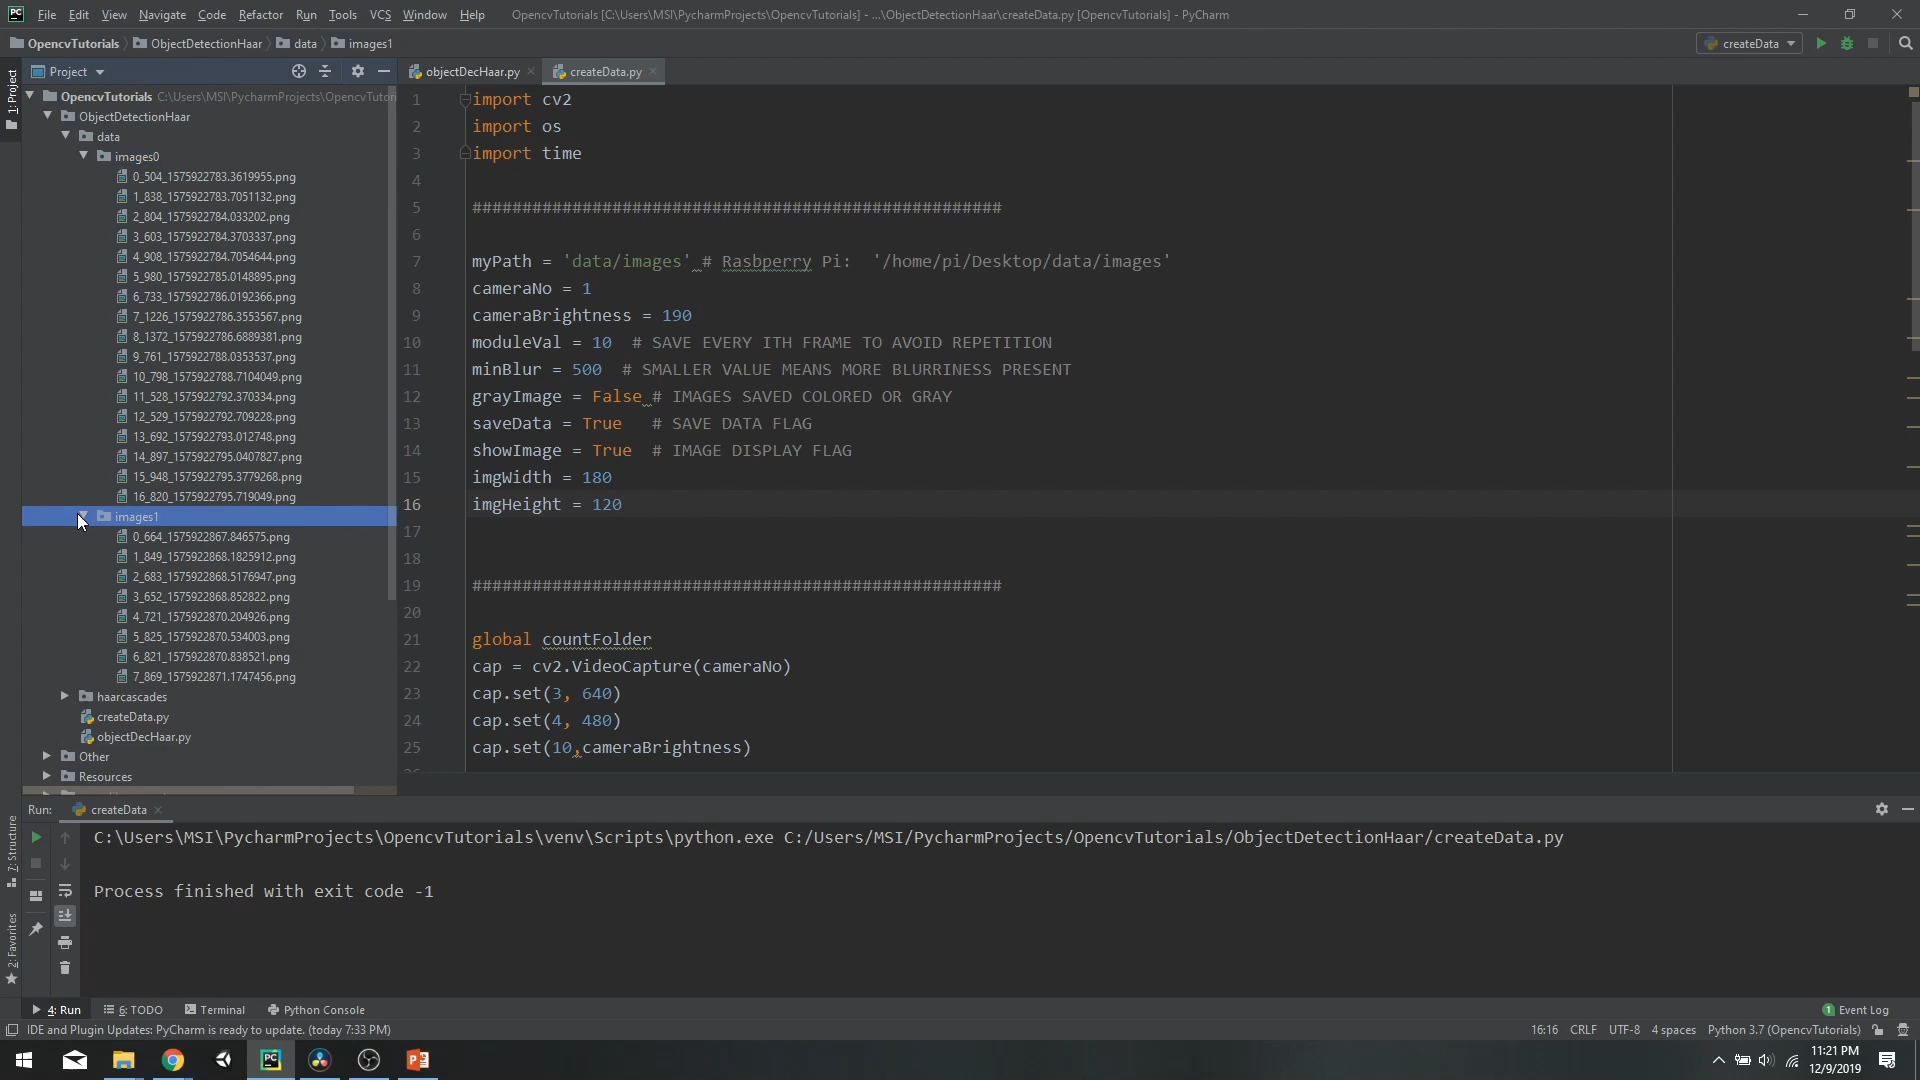 PC File Edit View Navigate Code Refactor Run Tools VCS Window Help OpencvTutorials [C:\Users\MSI\PycharmProjects\OpencvTutorials] - ...\ObjectDetectionHaar\createData.py [OpencvTutorials] - PyCharm
OpencvTutorials ObjectDetectionHaar data images1 createData
Project objectDecHaar.py createData.py
1: Project
OpencvTutorials C:\Users\MSI\PycharmProjects\OpencvTutori
ObjectDetectionHaar
data
images0
0_504_1575922783.3619955.png
1_838_1575922783.7051132.png
2_804_1575922784.033202.png
3_603_1575922784.3703337.png
4_908_1575922784.7054644.png
5_980_1575922785.0148895.png
6_733_1575922786.0192366.png
7_1226_1575922786.3553567.png
8_1372_1575922786.6889381.png
9_761_1575922788.0353537.png
10_798_1575922788.7104049.png
11_528_1575922792.370334.png
12_529_1575922792.709228.png
13_692_1575922793.012748.png
14_897_1575922795.0407827.png
15_948_1575922795.3779268.png
16_820_1575922795.719049.png
images1
0_664_1575922867.846575.png
1_849_1575922868.1825912.png
2_683_1575922868.5176947.png
3_652_1575922868.852822.png
4_721_1575922870.204926.png
5_825_1575922870.534003.png
6_821_1575922870.838521.png
7_869_1575922871.1747456.png
haarcascades
createData.py
objectDecHaar.py
Other
Resources
1 import cv2
2 import os
3 import time
4
5 #####################################################
6
7 myPath = 'data/images' # Rasbperry Pi:  '/home/pi/Desktop/data/images'
8 cameraNo = 1
9 cameraBrightness = 190
10 moduleVal = 10  # SAVE EVERY ITH FRAME TO AVOID REPETITION
11 minBlur = 500  # SMALLER VALUE MEANS MORE BLURRINESS PRESENT
12 grayImage = False # IMAGES SAVED COLORED OR GRAY
13 saveData = True   # SAVE DATA FLAG
14 showImage = True  # IMAGE DISPLAY FLAG
15 imgWidth = 180
16 imgHeight = 120
17
18
19 #####################################################
20
21 global countFolder
22 cap = cv2.VideoCapture(cameraNo)
23 cap.set(3, 640)
24 cap.set(4, 480)
25 cap.set(10,cameraBrightness)
Run: createData
C:\Users\MSI\PycharmProjects\OpencvTutorials\venv\Scripts\python.exe C:/Users/MSI/PycharmProjects/OpencvTutorials/ObjectDetectionHaar/createData.py
Process finished with exit code -1
7: Structure
2: Favorites
4: Run 6: TODO Terminal Python Console 1 Event Log
IDE and Plugin Updates: PyCharm is ready to update. (today 7:33 PM) 16:16 CRLF UTF-8 4 spaces Python 3.7 (OpencvTutorials)
11:21 PM
12/9/2019